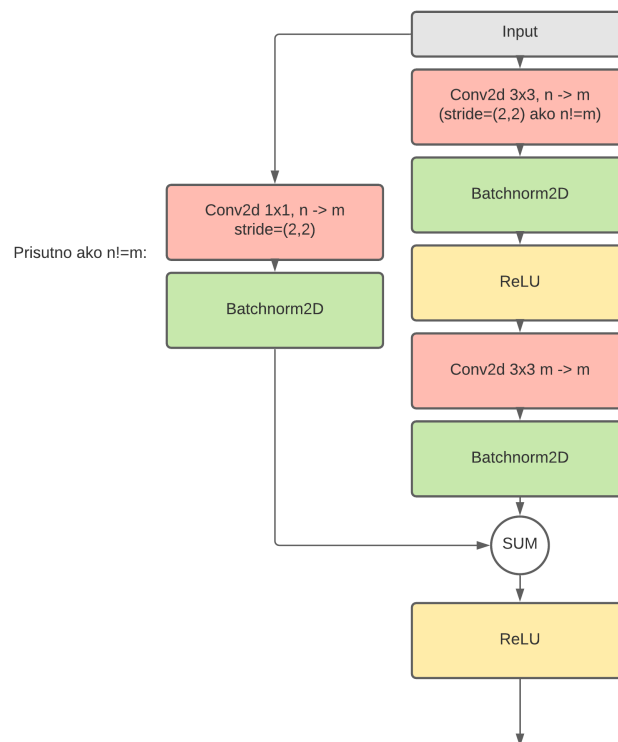 Input
Conv2d 3x3, n -> m
(stride=(2,2) ako n!=m)
Batchnorm2D
ReLU
Conv2d 3x3 m -> m
Batchnorm2D
Prisutno ako n!=m:
Conv2d 1x1, n -> m
stride=(2,2)
Batchnorm2D
SUM
ReLU